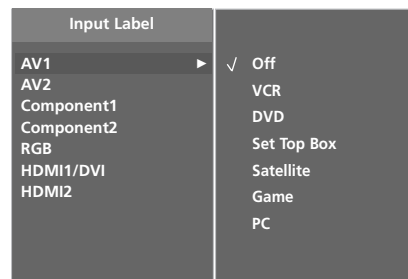 Input Label
AV1
AV2
Component1
Component2
RGB
HDMI1/DVI
HDMI2
Off
VCR
DVD
Set Top Box
Satellite
Game
PC